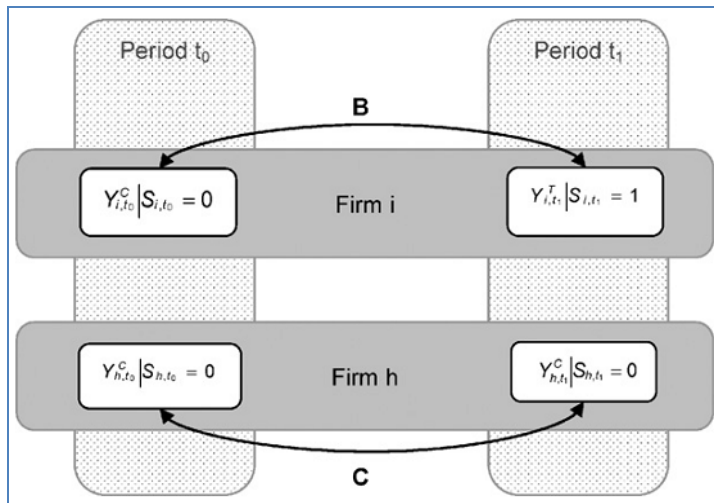 Period t₀ Period t₁
B
Y^C_{i,t₀}|S_{i,t₀} = 0 Firm i Y^T_{i,t₁}|S_{i,t₁} = 1
Y^C_{h,t₀}|S_{h,t₀} = 0 Firm h Y^C_{h,t₁}|S_{h,t₁} = 0
C